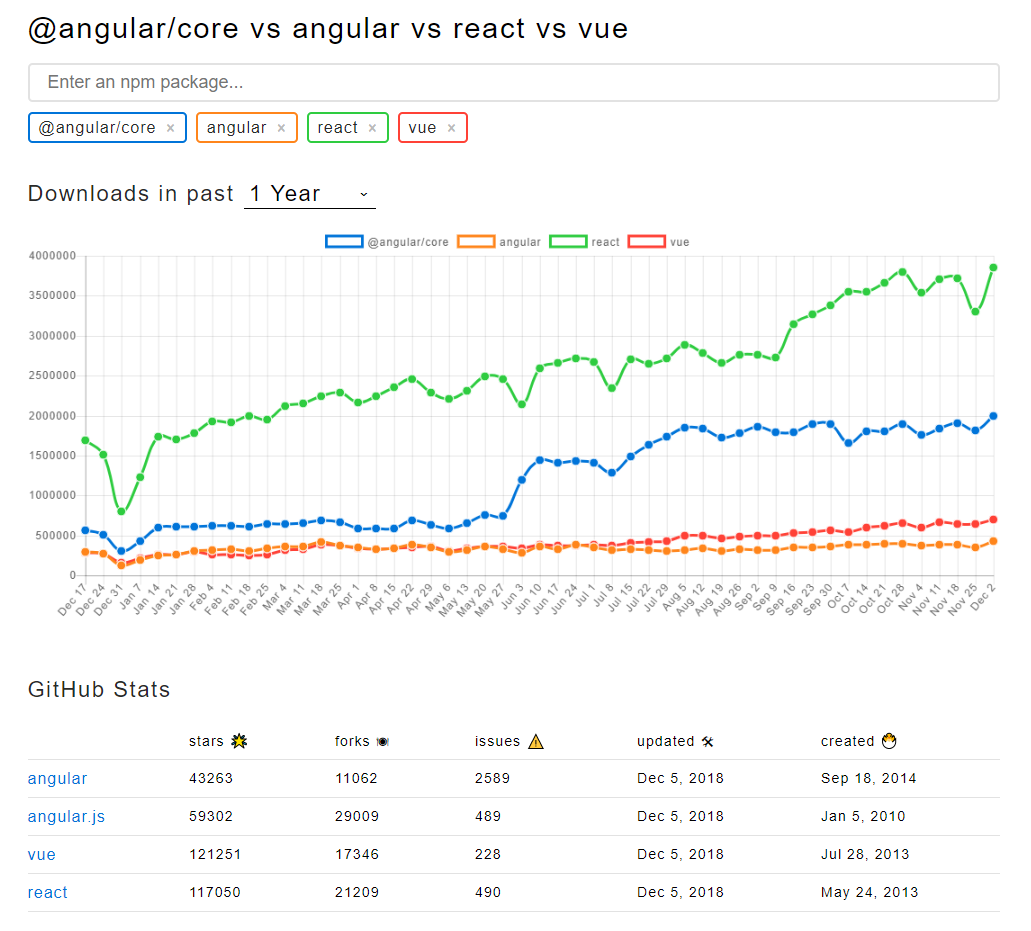 @angular/core vs angular vs react vs vue
Enter an npm package...
@angular/core × angular × react × vue ×
Downloads in past 1 Year
@angular/core angular react vue
4000000
3500000
3000000
2500000
2000000
1500000
1000000
500000
0
Dec 17 Dec 24 Dec 31 Jan 7 Jan 14 Jan 21 Jan 28 Feb 4 Feb 11 Feb 18 Feb 25 Mar 4 Mar 11 Mar 18 Mar 25 Apr 1 Apr 8 Apr 15 Apr 22 Apr 29 May 6 May 13 May 20 May 27 Jun 3 Jun 10 Jun 17 Jun 24 Jul 1 Jul 8 Jul 15 Jul 22 Jul 29 Aug 5 Aug 12 Aug 19 Aug 26 Sep 2 Sep 9 Sep 16 Sep 23 Sep 30 Oct 7 Oct 14 Oct 21 Oct 28 Nov 4 Nov 11 Nov 18 Nov 25 Dec 2
GitHub Stats
stars 🌟 forks 🍽 issues ⚠ updated 🛠 created 🐣
angular 43263 11062 2589 Dec 5, 2018 Sep 18, 2014
angular.js 59302 29009 489 Dec 5, 2018 Jan 5, 2010
vue 121251 17346 228 Dec 5, 2018 Jul 28, 2013
react 117050 21209 490 Dec 5, 2018 May 24, 2013